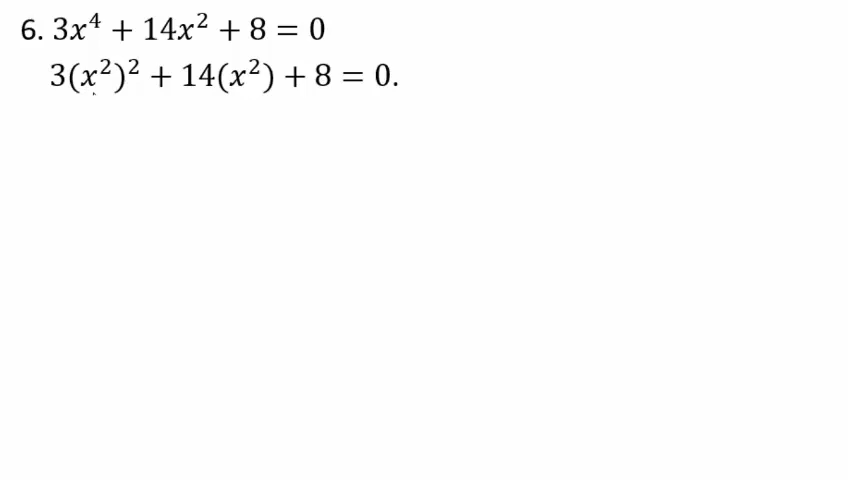 6. 3x⁴ + 14x² + 8 = 0
3(x²)² + 14(x²) + 8 = 0.